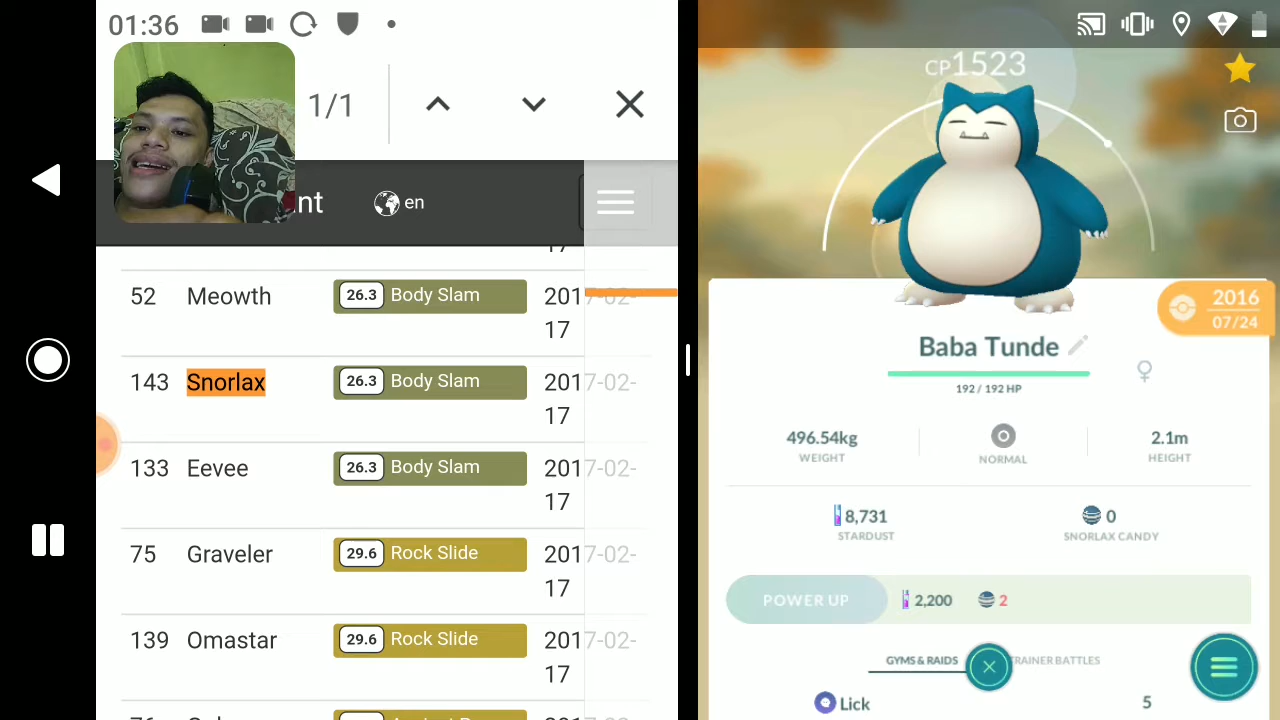 01:36
1/1
nt
en
17
52 Meowth 26.3 Body Slam 2017-02-
17
143 Snorlax 26.3 Body Slam 2017-02-
17
133 Eevee 26.3 Body Slam 2017-02-
17
75 Graveler 29.6 Rock Slide 2017-02-
17
139 Omastar 29.6 Rock Slide 2017-02-
17
CP1523
2016
07/24
Baba Tunde
192 / 192 HP
496.54kg
WEIGHT
NORMAL
2.1m
HEIGHT
8,731
STARDUST
0
SNORLAX CANDY
POWER UP 2,200 2
GYMS & RAIDS TRAINER BATTLES
Lick 5